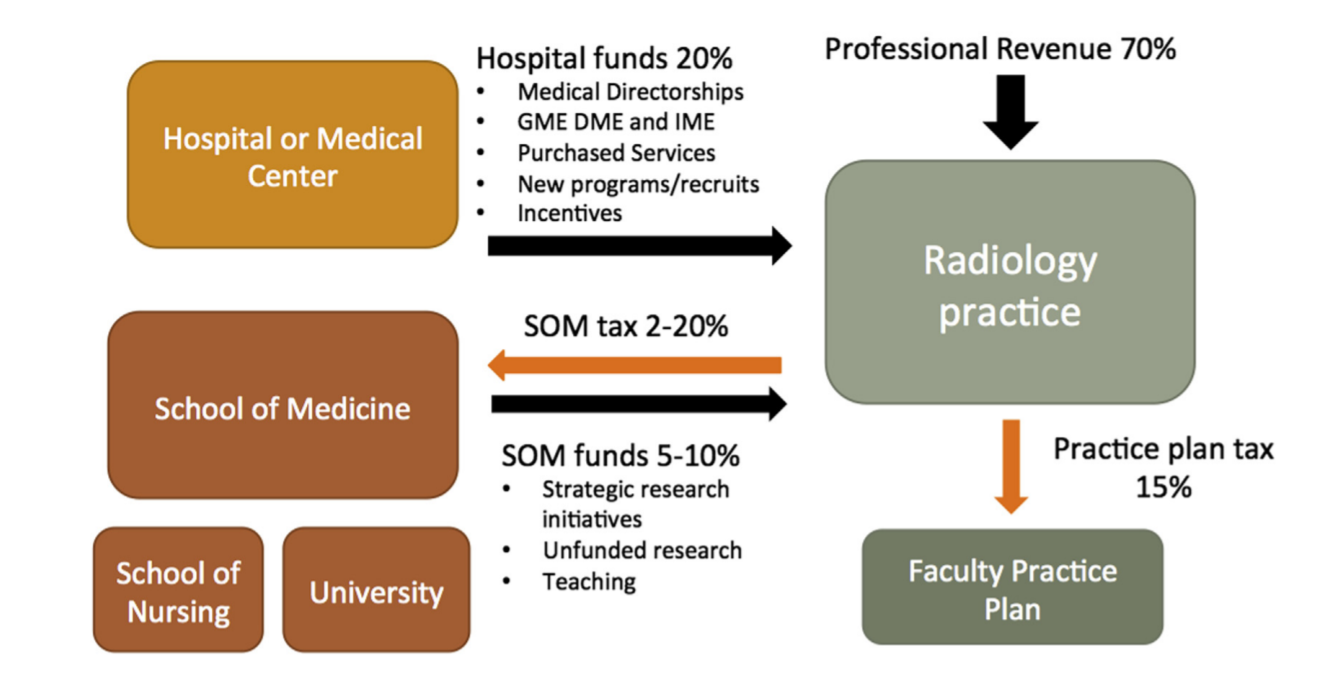 Hospital funds 20%
• Medical Directorships
• GME DME and IME
• Purchased Services
• New programs/recruits
• Incentives
Professional Revenue 70%
Hospital or Medical
Center
Radiology
practice
SOM tax 2-20%
School of Medicine
SOM funds 5-10%
• Strategic research
initiatives
• Unfunded research
• Teaching
Practice plan tax
15%
School of
Nursing
University
Faculty Practice
Plan